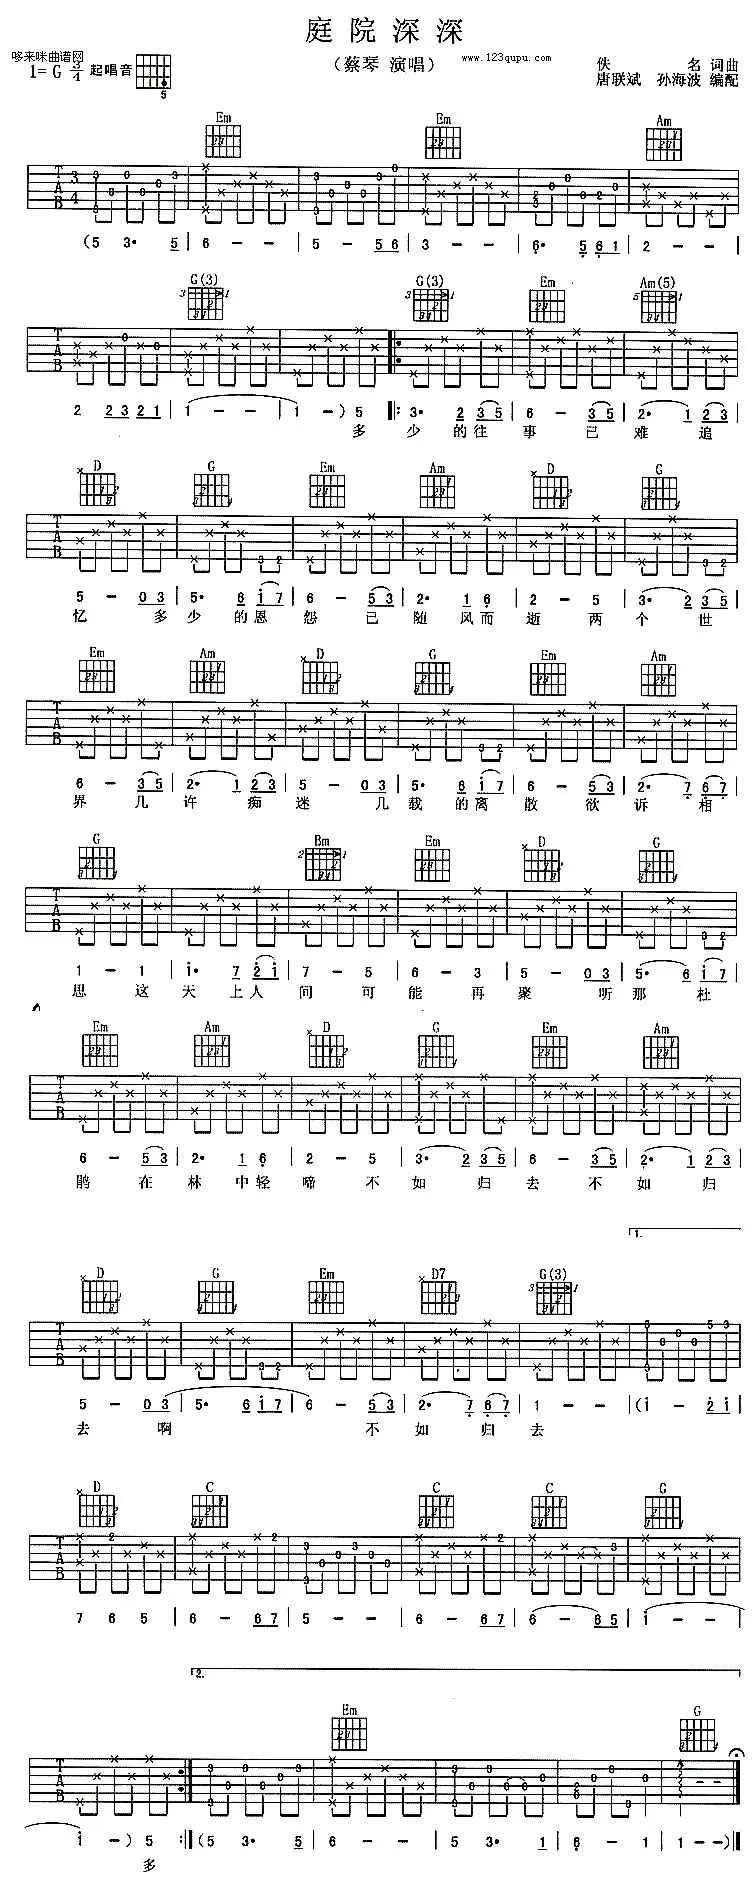 庭院深深
哆来咪曲谱网
(蔡琴 演唱)
www.123qupu.com
佚 名 词曲
1=G 3/4 起唱音
唐联斌 孙海波 编配
5
Em Em Am
T A B 3 4
(5 3· 5 | 6 - - | 5 - 5 6 | 3 - - | 6· 5 6 1 | 2 - - |
G(3) G(3) Em Am(5)
T A B
2 2 3 2 1 | 1 - - | 1 -) 5 ‖: 3· 2 3 5 | 6 - 3 5 | 2· 1 2 3 |
多 少 的 往 事 已 难 追
D G Em Am D G
T A B
5 - 0 3 | 5· 6 i 7 | 6 - 5 3 | 2· 1 6 | 2 - 5 | 3· 2 3 5 |
忆 多 少 的 恩 怨 已 随 风 而 逝 两 个 世
Em Am D G Em Am
T A B
6 - 3 5 | 2· 1 2 3 | 5 - 0 3 | 5· 6 i 7 | 6 - 5 3 | 2· 7 6 7 |
界 几 许 痴 迷 几 载 的 离 散 欲 诉 相
G Bm Em D G
T A B
1 - 1 | i· 7 2 i | 7 - 5 | 6 - 3 | 5 - 0 3 | 5· 6 i 7 |
思 这 天 上 人 间 可 能 再 聚 听 那 杜
Em Am D G Em Am
T A B
6 - 5 3 | 2· 1 6 | 2 - 5 | 3· 2 3 5 | 6 - 3 5 | 2· 1 2 3 |
鹃 在 林 中 轻 啼 不 如 归 去 不 如 归
1.
D G Em D7 G(3)
T A B
5 - 0 3 | 5· 6 i 7 | 6 - 5 3 | 2· 7 6 7 | 1 - - | (i - 2 i |
去 啊 不 如 归 去
D C C C G
T A B
7 6 5 | 6 - 6 7 | 5 - - | 6 - 6 7 | 6 - 6 5 | i - - |
2.
Em G
T A B
i -) 5 :‖ (5 3· 5 | 6 - - | 5 3· 1 | 6· - 1 | 1 - -) ‖
多